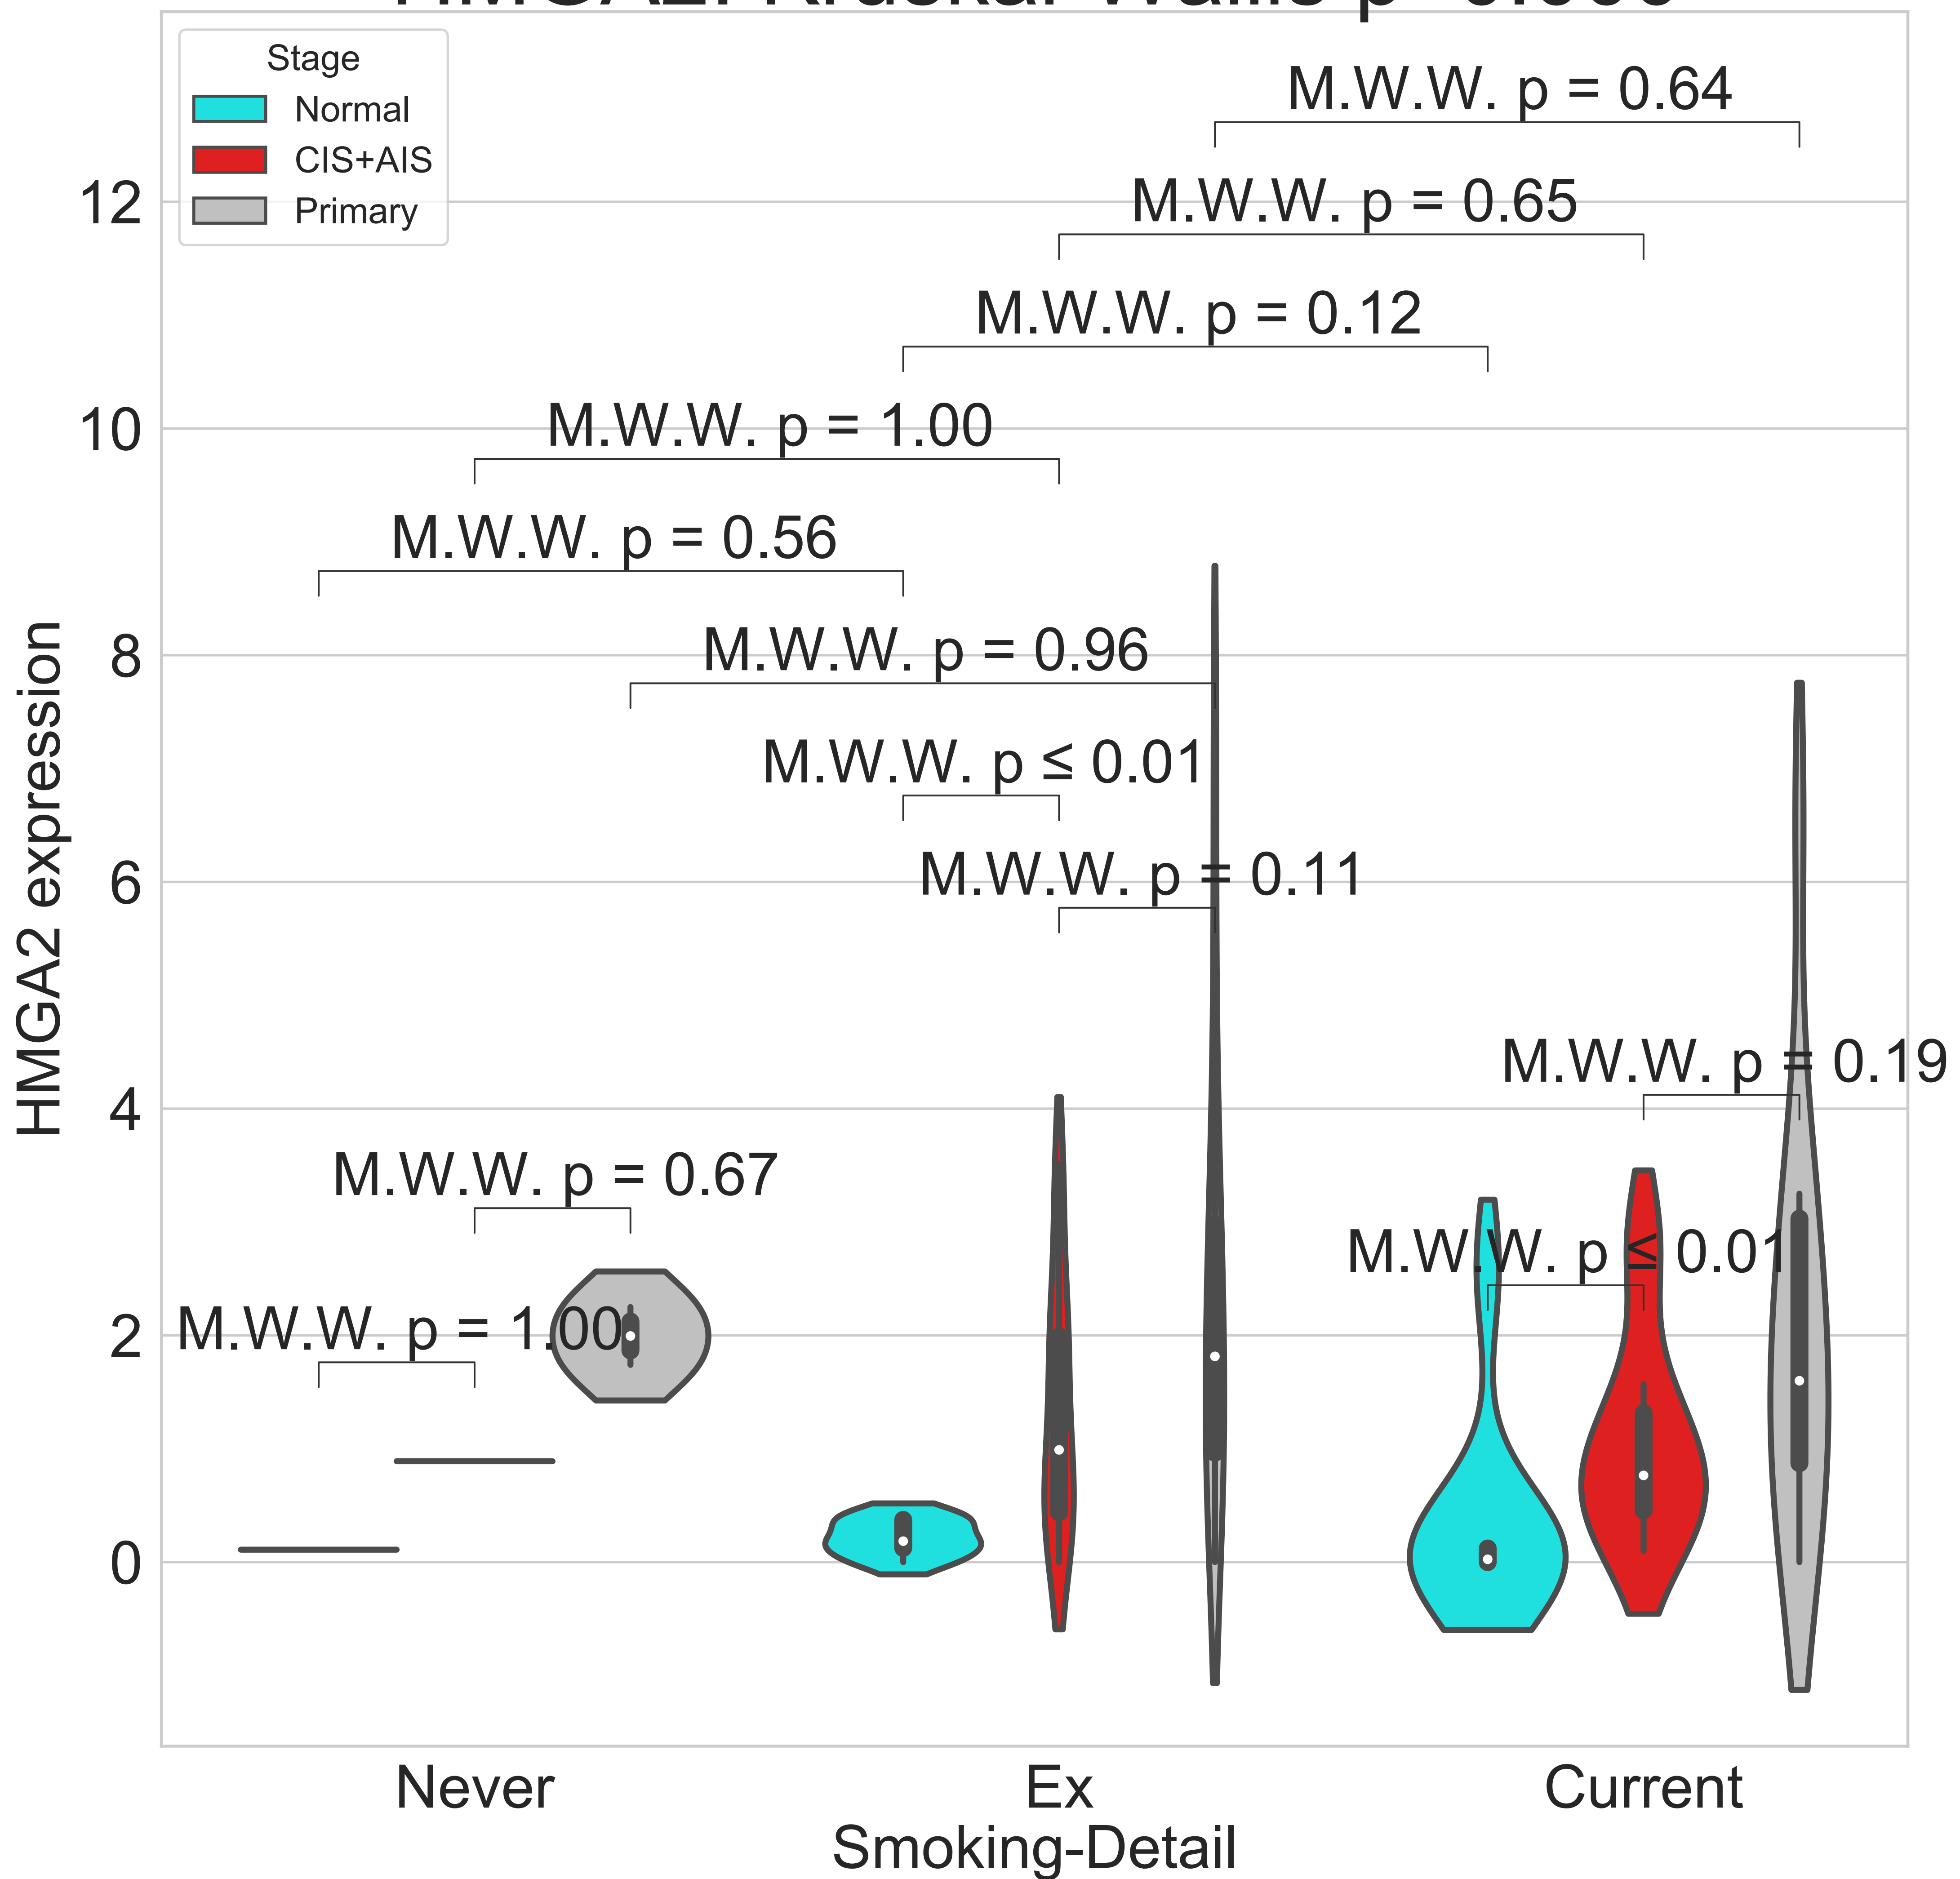 Stage
Normal
CIS+AIS
Primary
M.W.W. p = 0.64
M.W.W. p = 0.65
M.W.W. p = 0.12
M.W.W. p = 1.00
M.W.W. p = 0.56
M.W.W. p = 0.96
M.W.W. p ≤ 0.01
M.W.W. p = 0.11
M.W.W. p = 0.19
M.W.W. p = 0.67
M.W.W. p ≤ 0.01
M.W.W. p = 1.00
12
10
8
6
4
2
0
HMGA2 expression
Never
Ex
Current
Smoking-Detail